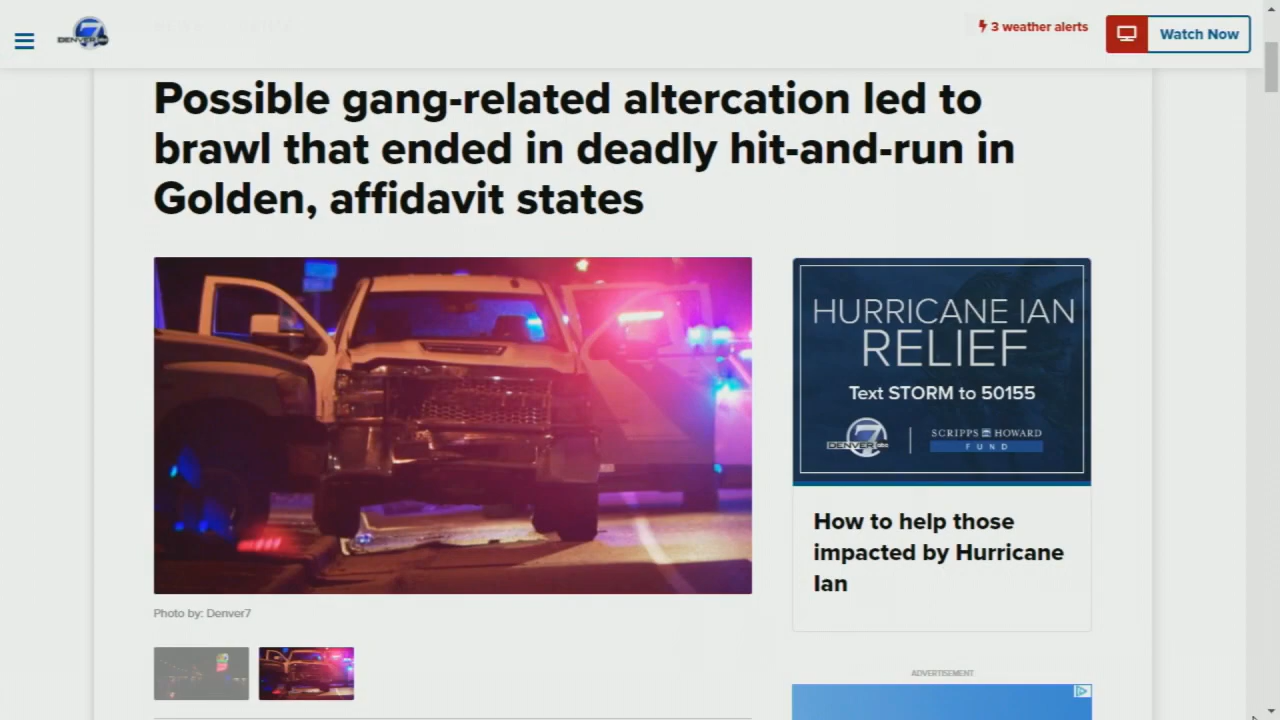 3 weather alerts
Watch Now
Possible gang-related altercation led to
brawl that ended in deadly hit-and-run in
Golden, affidavit states
HURRICANE IAN
RELIEF
Text STORM to 50155
DENVER 7 abc
SCRIPPS HOWARD
FUND
How to help those
impacted by Hurricane
Ian
Photo by: Denver7
ADVERTISEMENT